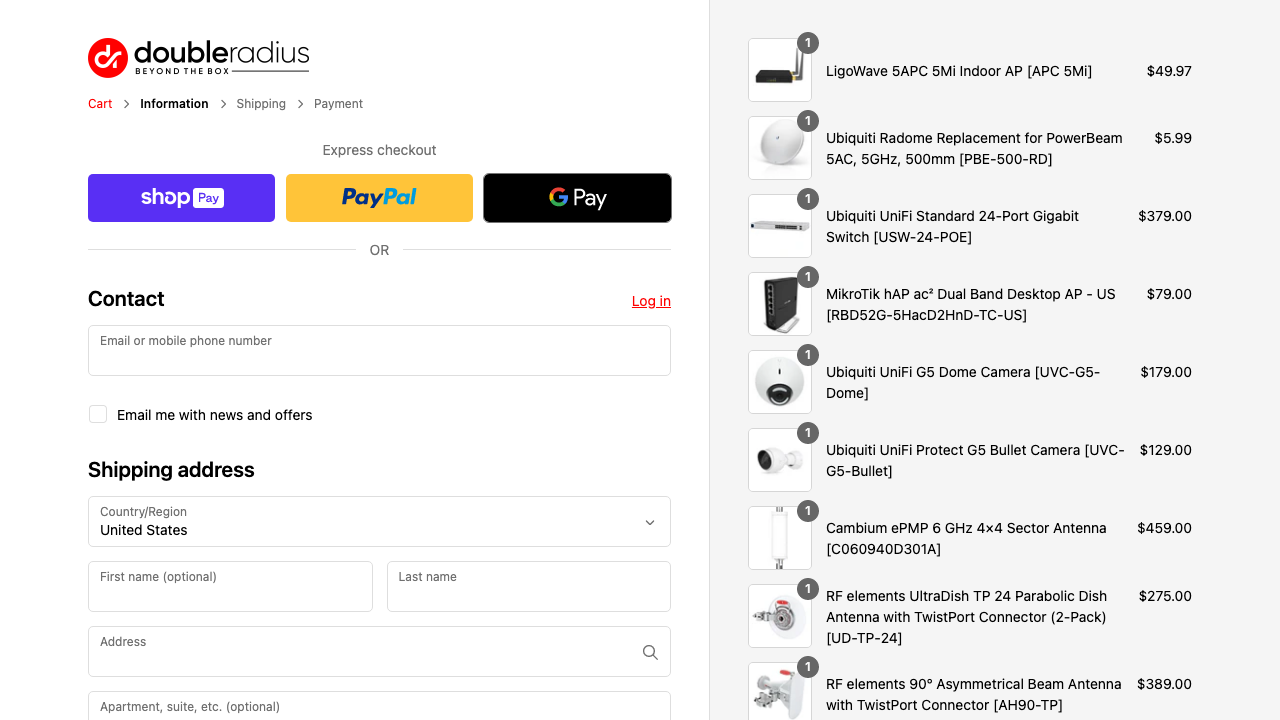 doubleradius
BEYOND THE BOX
Cart > Information > Shipping > Payment
Express checkout
shop Pay
PayPal
G Pay
OR
Contact
Log in
Email or mobile phone number
Email me with news and offers
Shipping address
Country/Region
United States
First name (optional)
Last name
Address
Apartment, suite, etc. (optional)
1
LigoWave 5APC 5Mi Indoor AP [APC 5Mi]
$49.97
1
Ubiquiti Radome Replacement for PowerBeam
5AC, 5GHz, 500mm [PBE-500-RD]
$5.99
1
Ubiquiti UniFi Standard 24-Port Gigabit
Switch [USW-24-POE]
$379.00
1
MikroTik hAP ac² Dual Band Desktop AP - US
[RBD52G-5HacD2HnD-TC-US]
$79.00
1
Ubiquiti UniFi G5 Dome Camera [UVC-G5-
Dome]
$179.00
1
Ubiquiti UniFi Protect G5 Bullet Camera [UVC-
G5-Bullet]
$129.00
1
Cambium ePMP 6 GHz 4×4 Sector Antenna
[C060940D301A]
$459.00
1
RF elements UltraDish TP 24 Parabolic Dish
Antenna with TwistPort Connector (2-Pack)
[UD-TP-24]
$275.00
1
RF elements 90° Asymmetrical Beam Antenna
with TwistPort Connector [AH90-TP]
$389.00